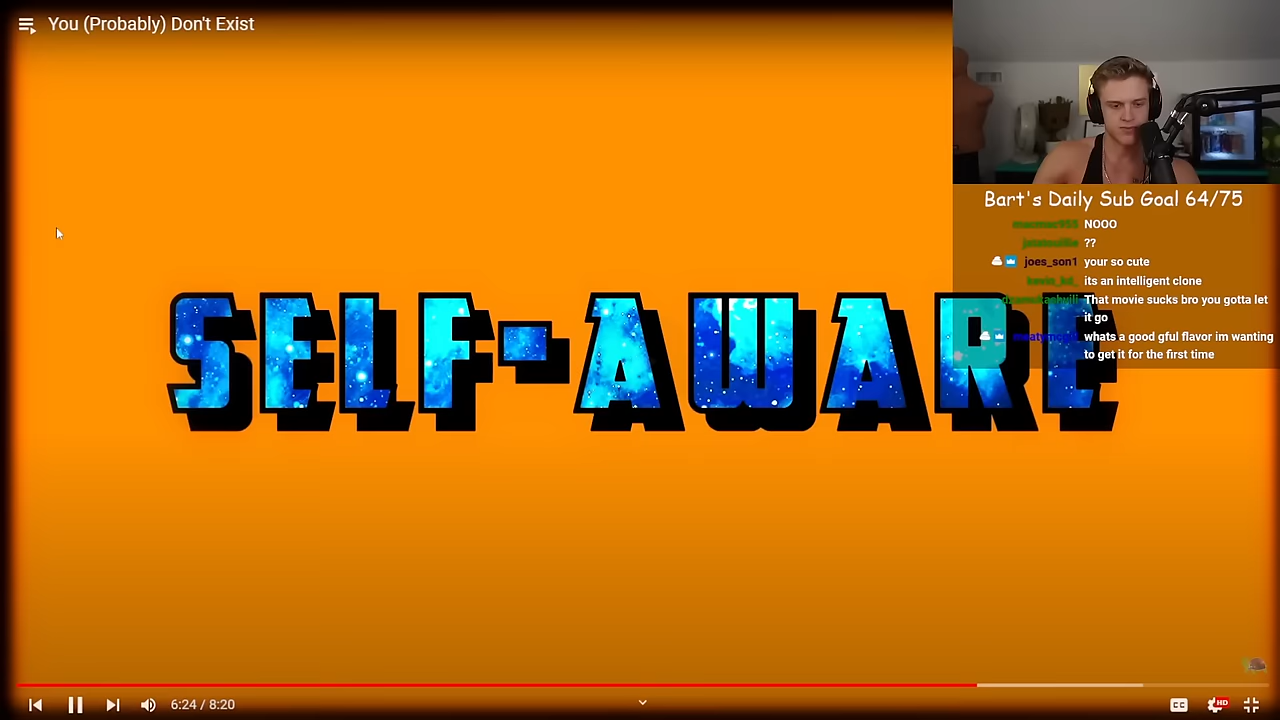 You (Probably) Don't Exist
SELF-AWARE
Bart's Daily Sub Goal 64/75
NOOO
??
joes_son1 your so cute
its an intelligent clone
That movie sucks bro you gotta let
it go
whats a good gful flavor im wanting
to get it for the first time
6:24 / 8:20
CC
HD